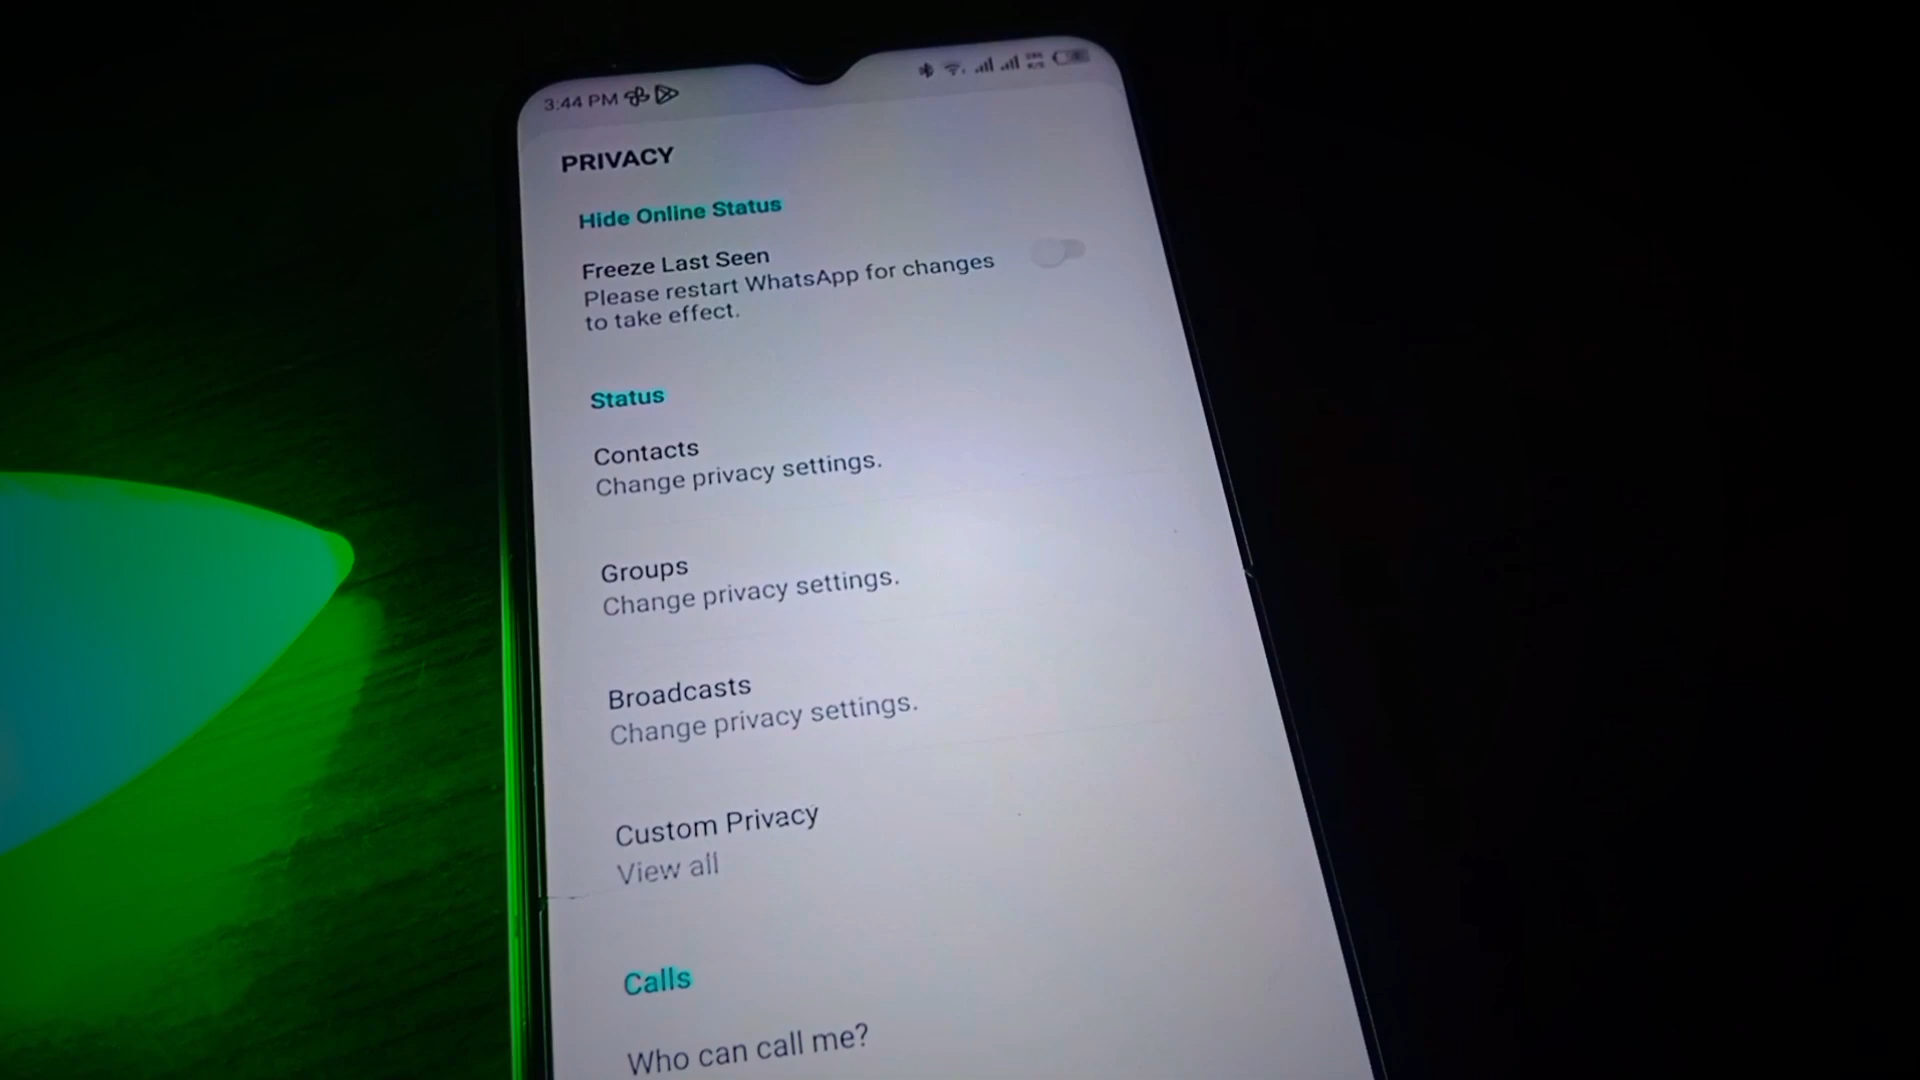 3:44 PM
PRIVACY
Hide Online Status
Freeze Last Seen
Please restart WhatsApp for changes
to take effect.
Status
Contacts
Change privacy settings.
Groups
Change privacy settings.
Broadcasts
Change privacy settings.
Custom Privacy
View all
Calls
Who can call me?